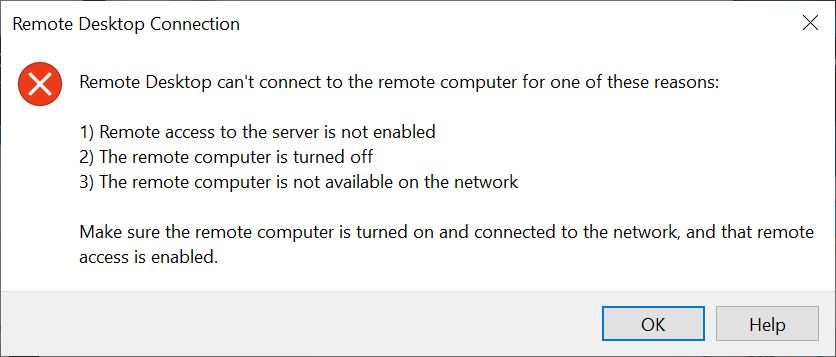 Remote Desktop Connection
Remote Desktop can't connect to the remote computer for one of these reasons:
1) Remote access to the server is not enabled
2) The remote computer is turned off
3) The remote computer is not available on the network
Make sure the remote computer is turned on and connected to the network, and that remote
access is enabled.
OK
Help